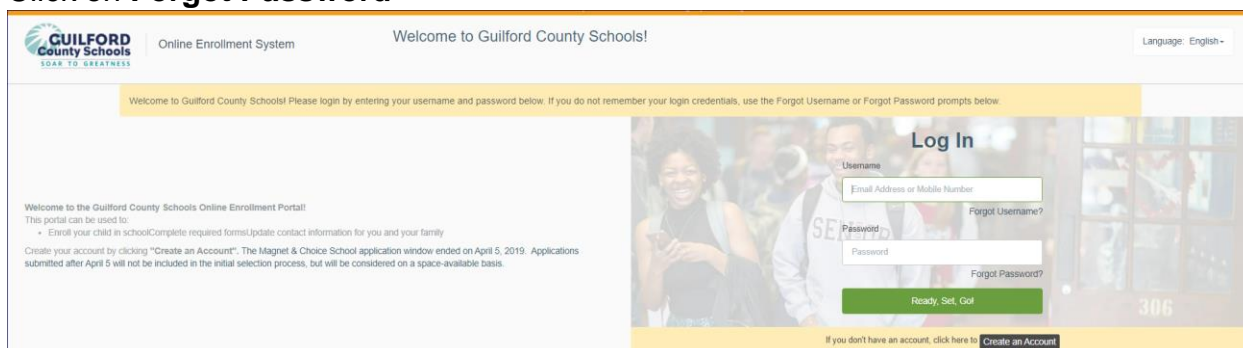 Click on Forgot Password
GUILFORD
County Schools
SOAR TO GREATNESS
Online Enrollment System
Welcome to Guilford County Schools!
Language: English
Welcome to Guilford County Schools! Please login by entering your username and password below. If you do not remember your login credentials, use the Forgot Username or Forgot Password prompts below.
Welcome to the Guilford County Schools Online Enrollment Portal!
This portal can be used to:
Enroll your child in schoolComplete required formsUpdate contact information for you and your family
Create your account by clicking "Create an Account". The Magnet & Choice School application window ended on April 5, 2019. Applications
submitted after April 5 will not be included in the initial selection process, but will be considered on a space-available basis.
Log In
Username
Email Address or Mobile Number
Forgot Username?
Password
Password
Forgot Password?
Ready, Set, Go!
If you don't have an account, click here to Create an Account
SENIOR
306